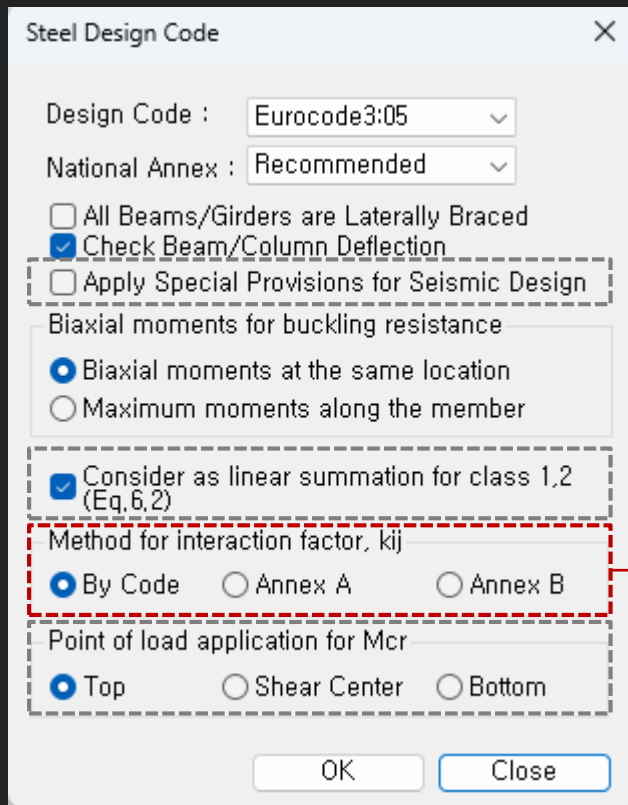 Steel Design Code
Design Code : Eurocode3:05
National Annex : Recommended
All Beams/Girders are Laterally Braced
Check Beam/Column Deflection
Apply Special Provisions for Seismic Design
Biaxial moments for buckling resistance
Biaxial moments at the same location
Maximum moments along the member
Consider as linear summation for class 1,2
(Eq.6.2)
Method for interaction factor, kij
By Code Annex A Annex B
Point of load application for Mcr
Top Shear Center Bottom
OK Close